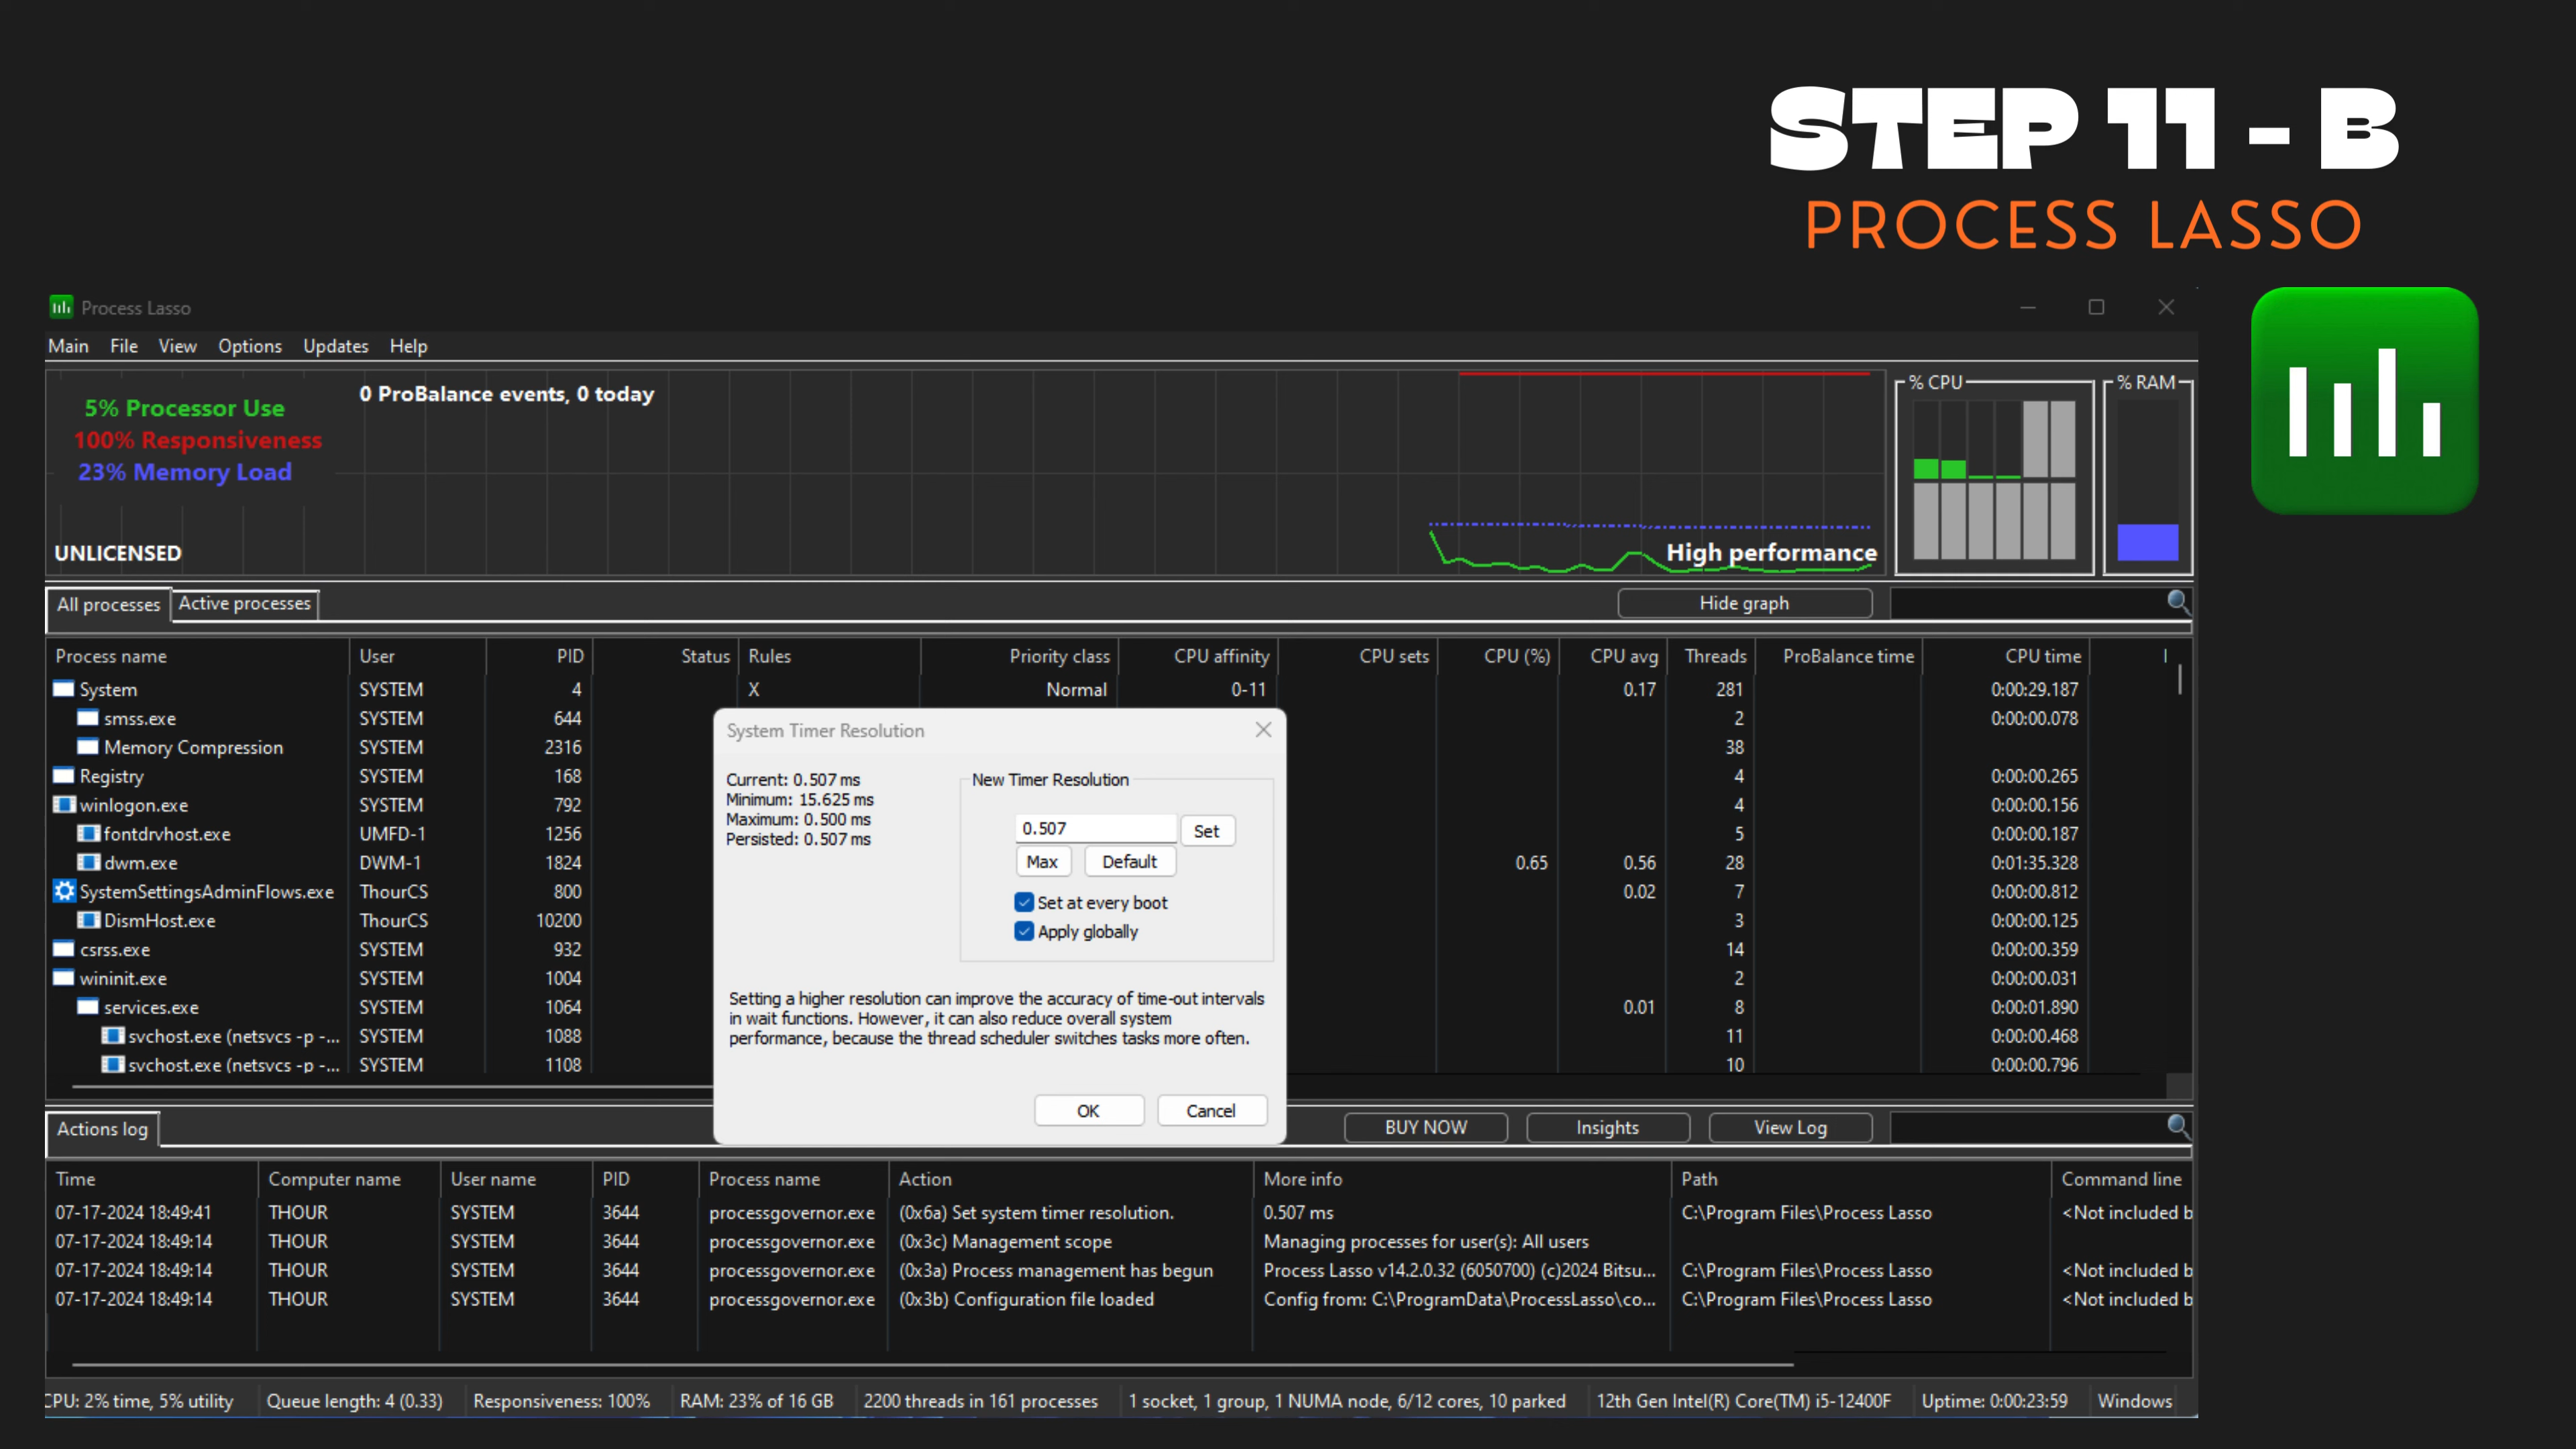 STEP 11 - B
PROCESS LASSO
Process Lasso
Main File View Options Updates Help
5% Processor Use
100% Responsiveness
23% Memory Load
0 ProBalance events, 0 today
% CPU
% RAM
UNLICENSED
High performance
All processes Active processes
Hide graph
Process name User PID Status Rules Priority class CPU affinity CPU sets CPU (%) CPU avg Threads ProBalance time CPU time
System SYSTEM 4 X Normal 0-11 0.17 281 0:00:29.187
smss.exe SYSTEM 644 2 0:00:00.078
Memory Compression SYSTEM 2316 38
Registry SYSTEM 168 4 0:00:00.265
winlogon.exe SYSTEM 792 4 0:00:00.156
fontdrvhost.exe UMFD-1 1256 5 0:00:00.187
dwm.exe DWM-1 1824 0.65 0.56 28 0:01:35.328
SystemSettingsAdminFlows.exe ThourCS 800 0.02 7 0:00:00.812
DismHost.exe ThourCS 10200 3 0:00:00.125
csrss.exe SYSTEM 932 14 0:00:00.359
wininit.exe SYSTEM 1004 2 0:00:00.031
services.exe SYSTEM 1064 0.01 8 0:00:01.890
svchost.exe (netsvcs -p -... SYSTEM 1088 11 0:00:00.468
svchost.exe (netsvcs -p -... SYSTEM 1108 10 0:00:00.796
System Timer Resolution
Current: 0.507 ms
Minimum: 15.625 ms
Maximum: 0.500 ms
Persisted: 0.507 ms
New Timer Resolution
0.507 Set
Max Default
Set at every boot
Apply globally
Setting a higher resolution can improve the accuracy of time-out intervals
in wait functions. However, it can also reduce overall system
performance, because the thread scheduler switches tasks more often.
OK Cancel
Actions log
BUY NOW Insights View Log
Time Computer name User name PID Process name Action More info Path Command line
07-17-2024 18:49:41 THOUR SYSTEM 3644 processgovernor.exe (0x6a) Set system timer resolution. 0.507 ms C:\Program Files\Process Lasso <Not included b
07-17-2024 18:49:14 THOUR SYSTEM 3644 processgovernor.exe (0x3c) Management scope Managing processes for user(s): All users
07-17-2024 18:49:14 THOUR SYSTEM 3644 processgovernor.exe (0x3a) Process management has begun Process Lasso v14.2.0.32 (6050700) (c)2024 Bitsu... C:\Program Files\Process Lasso <Not included b
07-17-2024 18:49:14 THOUR SYSTEM 3644 processgovernor.exe (0x3b) Configuration file loaded Config from: C:\ProgramData\ProcessLasso\co... C:\Program Files\Process Lasso <Not included b
CPU: 2% time, 5% utility Queue length: 4 (0.33) Responsiveness: 100% RAM: 23% of 16 GB 2200 threads in 161 processes 1 socket, 1 group, 1 NUMA node, 6/12 cores, 10 parked 12th Gen Intel(R) Core(TM) i5-12400F Uptime: 0:00:23:59 Windows